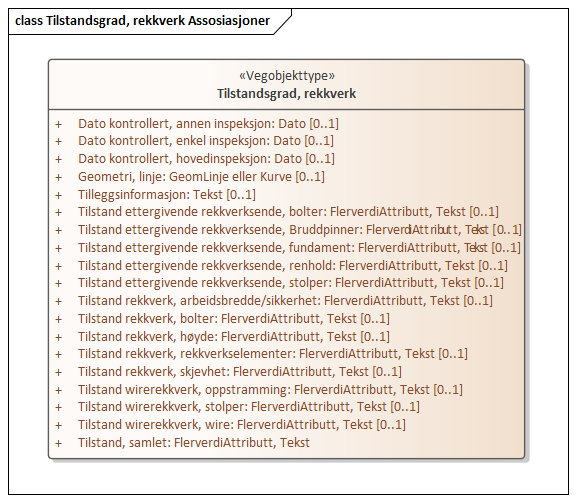 class Tilstandsgrad, rekkverk Assosiasjoner
«Vegobjekttype»
Tilstandsgrad, rekkverk
+ Dato kontrollert, annen inspeksjon: Dato [0..1]
+ Dato kontrollert, enkel inspeksjon: Dato [0..1]
+ Dato kontrollert, hovedinspeksjon: Dato [0..1]
+ Geometri, linje: GeomLinje eller Kurve [0..1]
+ Tilleggsinformasjon: Tekst [0..1]
+ Tilstand ettergivende rekkverksende, bolter: FlerverdiAttributt, Tekst [0..1]
+ Tilstand ettergivende rekkverksende, Bruddpinner: FlerverdiAttributt, Tekst [0..1]
+ Tilstand ettergivende rekkverksende, fundament: FlerverdiAttributt, Tekst [0..1]
+ Tilstand ettergivende rekkverksende, renhold: FlerverdiAttributt, Tekst [0..1]
+ Tilstand ettergivende rekkverksende, stolper: FlerverdiAttributt, Tekst [0..1]
+ Tilstand rekkverk, arbeidsbredde/sikkerhet: FlerverdiAttributt, Tekst [0..1]
+ Tilstand rekkverk, bolter: FlerverdiAttributt, Tekst [0..1]
+ Tilstand rekkverk, høyde: FlerverdiAttributt, Tekst [0..1]
+ Tilstand rekkverk, rekkverkselementer: FlerverdiAttributt, Tekst [0..1]
+ Tilstand rekkverk, skjevhet: FlerverdiAttributt, Tekst [0..1]
+ Tilstand wirerekkverk, oppstramming: FlerverdiAttributt, Tekst [0..1]
+ Tilstand wirerekkverk, stolper: FlerverdiAttributt, Tekst [0..1]
+ Tilstand wirerekkverk, wire: FlerverdiAttributt, Tekst [0..1]
+ Tilstand, samlet: FlerverdiAttributt, Tekst